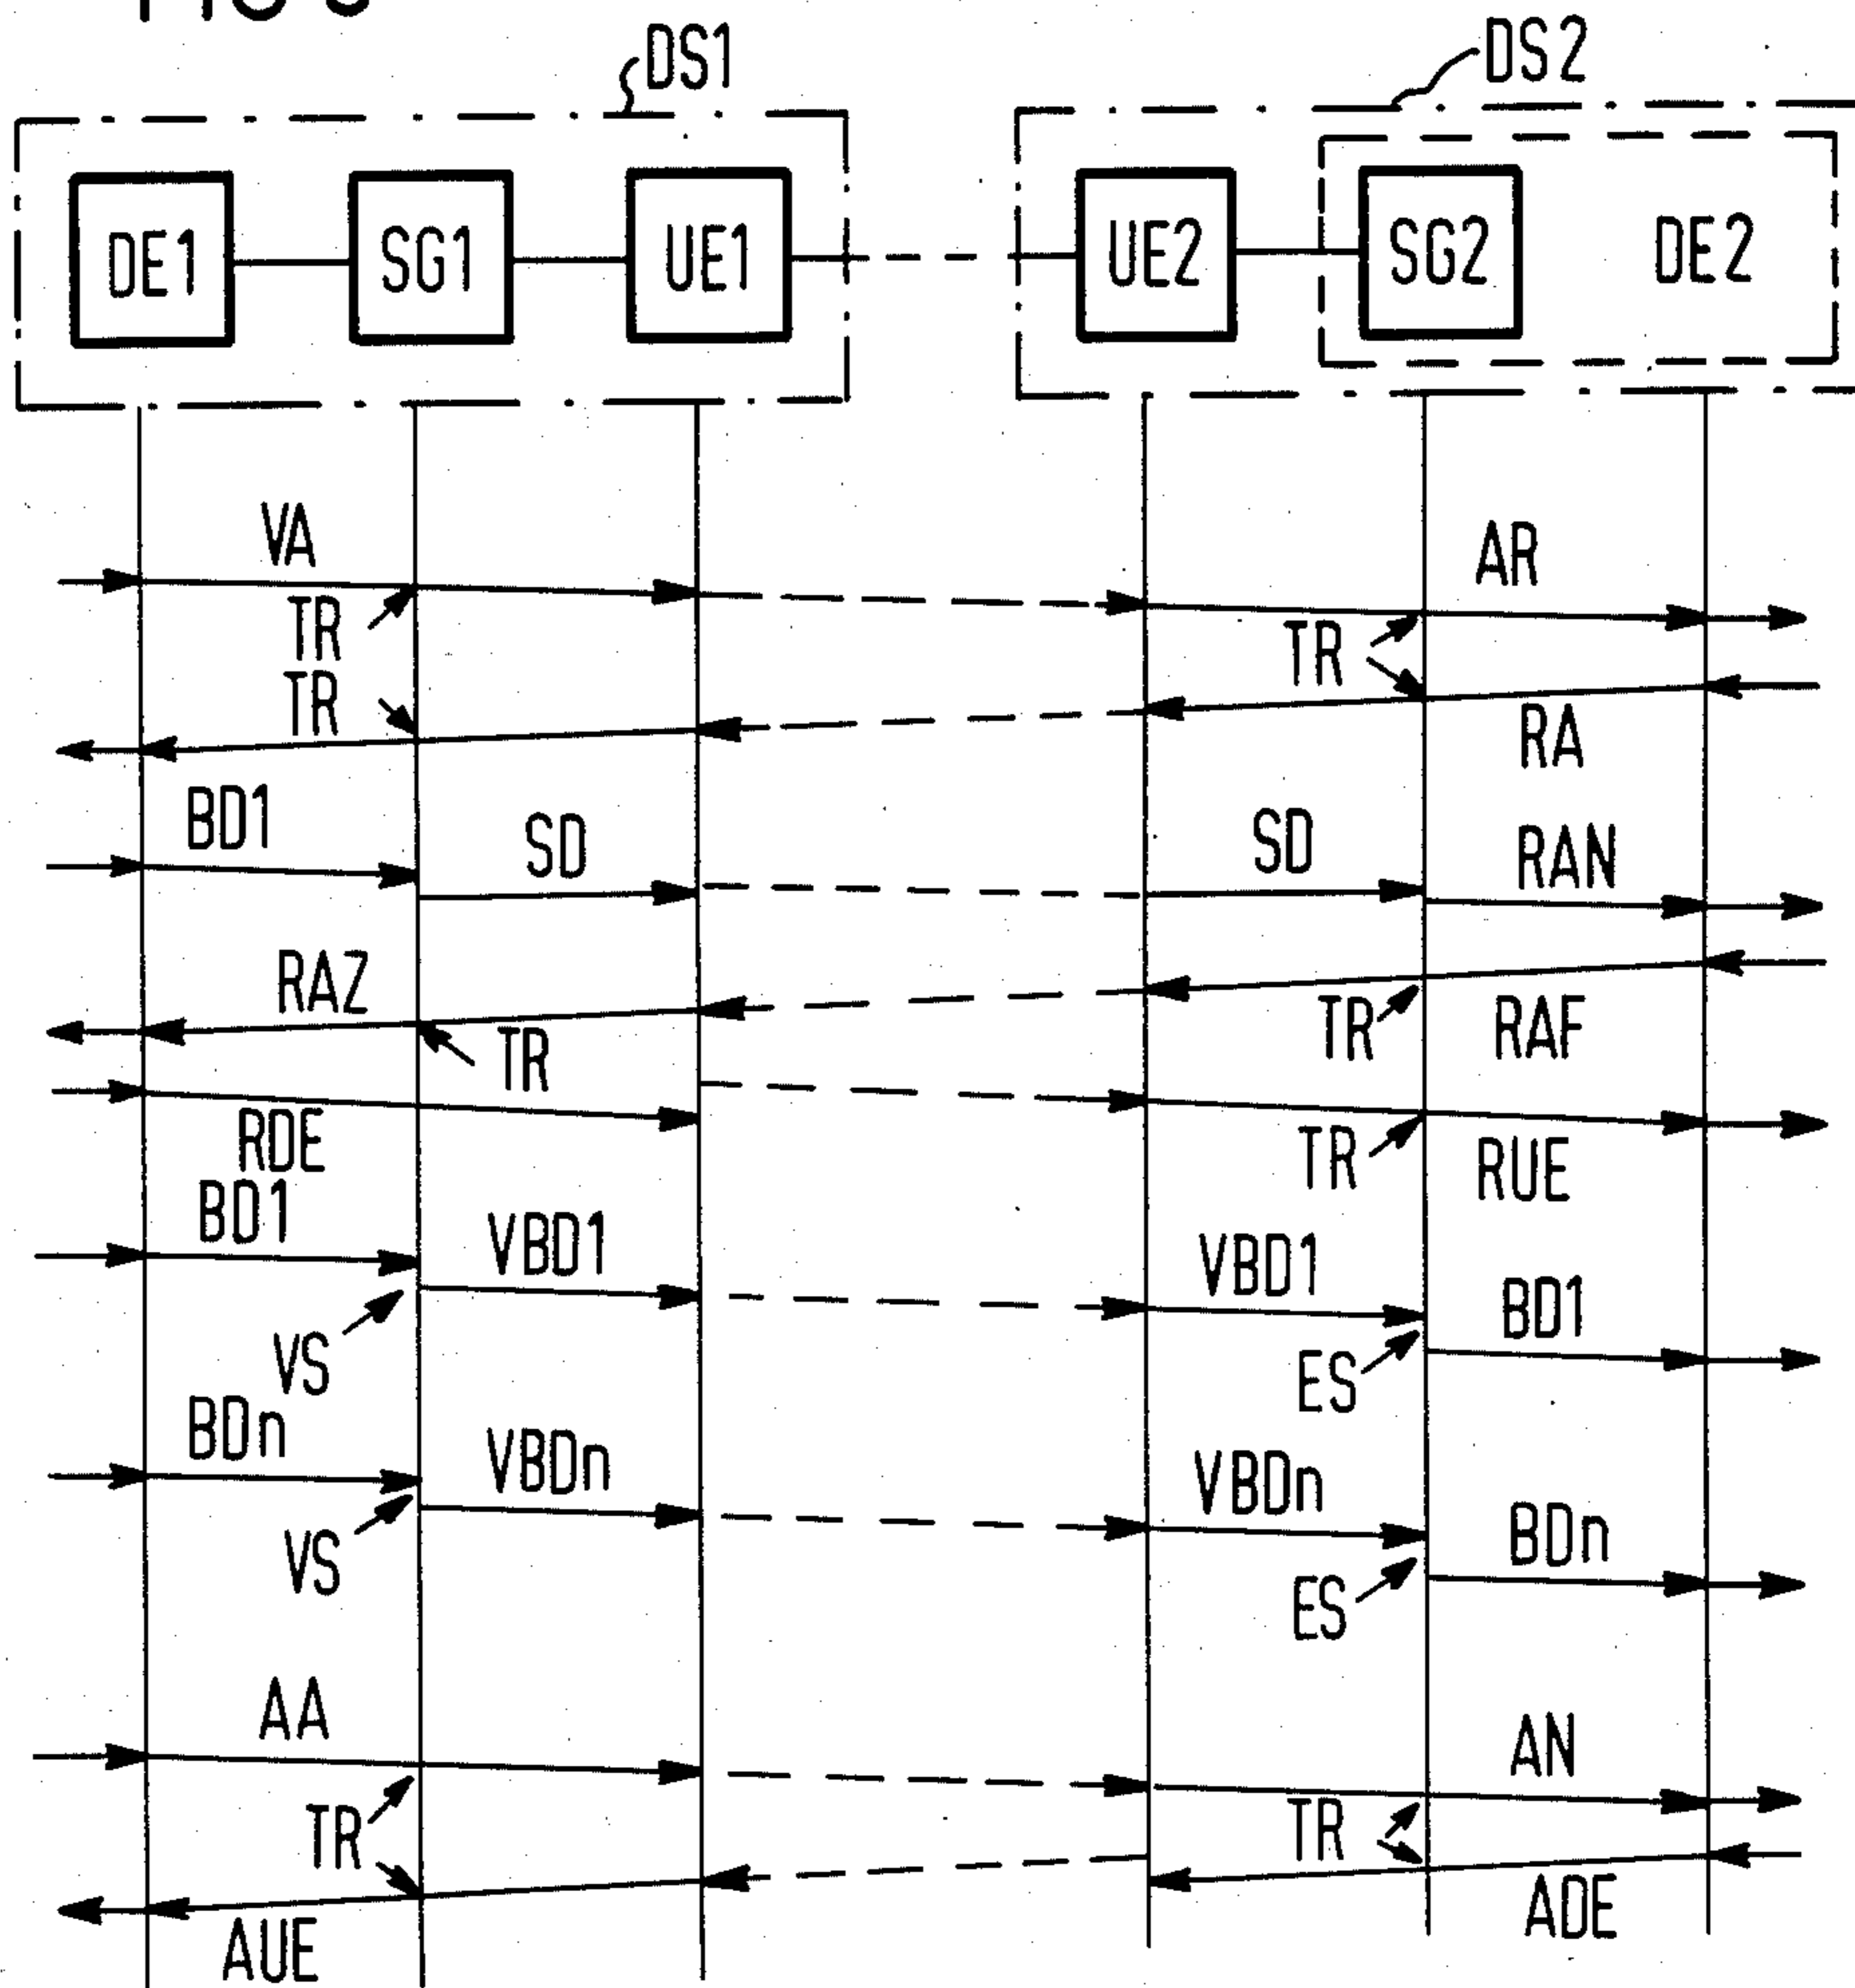 DS1 DS2
DE1 SG1 UE1 UE2 SG2 DE2
VA AR
TR TR
TR RA
BD1 SD SD RAN
RAZ TR TR RAF
RDE TR RUE
BD1 VBD1 VBD1 BD1
VS ES
BDn VBDn VBDn BDn
VS ES
AA AN
TR TR
AUE ADE